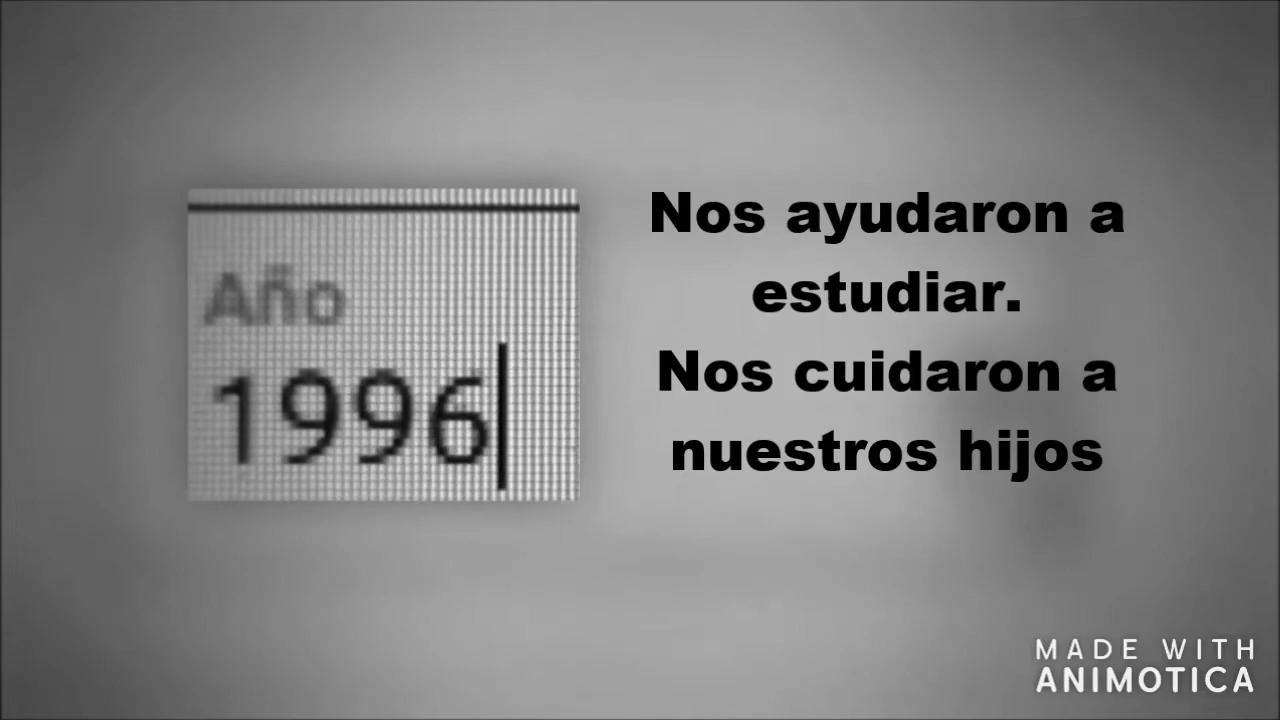 Año
1996
Nos ayudaron a
estudiar.
Nos cuidaron a
nuestros hijos
MADE WITH
ANIMOTICA